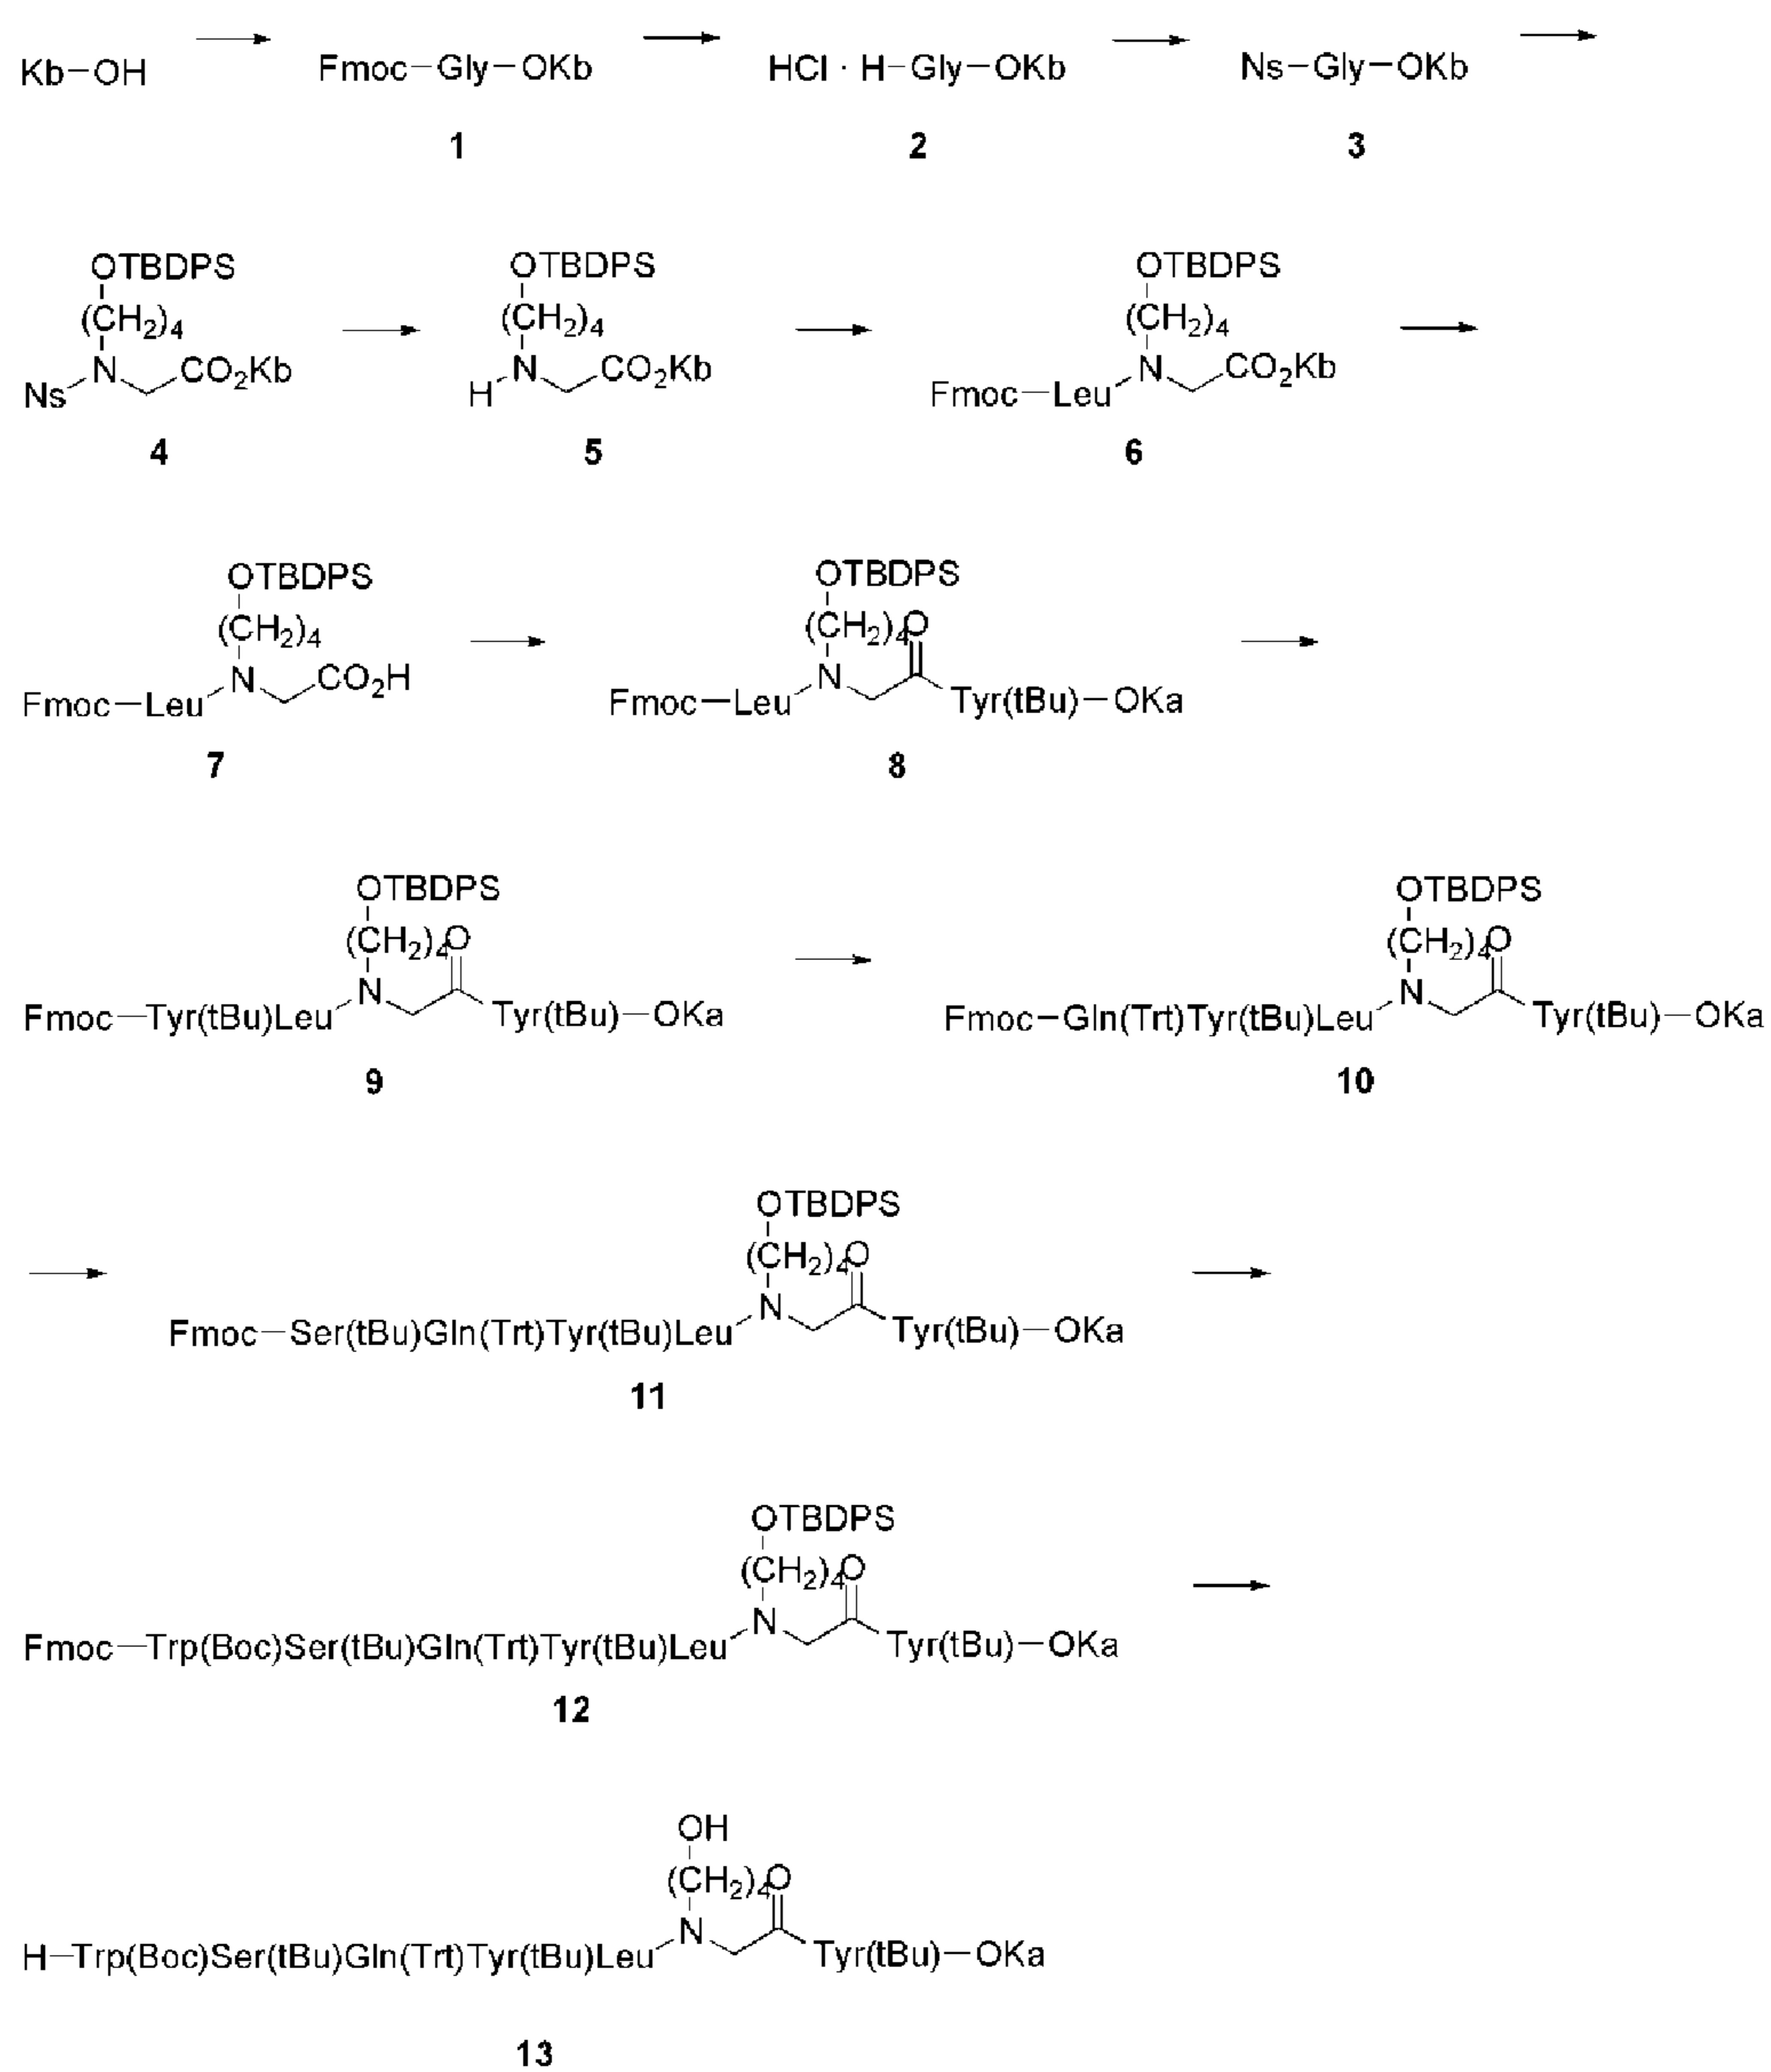 Kb–OH → Fmoc–Gly–OKb → HCl · H–Gly–OKb → Ns–Gly–OKb →
1 2 3
OTBDPS OTBDPS OTBDPS
(CH2)4 (CH2)4 (CH2)4
Ns N CO2Kb → H N CO2Kb → Fmoc–Leu N CO2Kb →
4 5 6
OTBDPS OTBDPS
(CH2)4 (CH2)4 O
Fmoc–Leu N CO2H → Fmoc–Leu N Tyr(tBu)–OKa →
7 8
OTBDPS OTBDPS
(CH2)4 O (CH2)4 O
Fmoc–Tyr(tBu)Leu N Tyr(tBu)–OKa → Fmoc–Gln(Trt)Tyr(tBu)Leu N Tyr(tBu)–OKa
9 10
OTBDPS
(CH2)4 O
→ Fmoc–Ser(tBu)Gln(Trt)Tyr(tBu)Leu N Tyr(tBu)–OKa →
11
OTBDPS
(CH2)4 O
Fmoc–Trp(Boc)Ser(tBu)Gln(Trt)Tyr(tBu)Leu N Tyr(tBu)–OKa →
12
OH
(CH2)4 O
H–Trp(Boc)Ser(tBu)Gln(Trt)Tyr(tBu)Leu N Tyr(tBu)–OKa
13